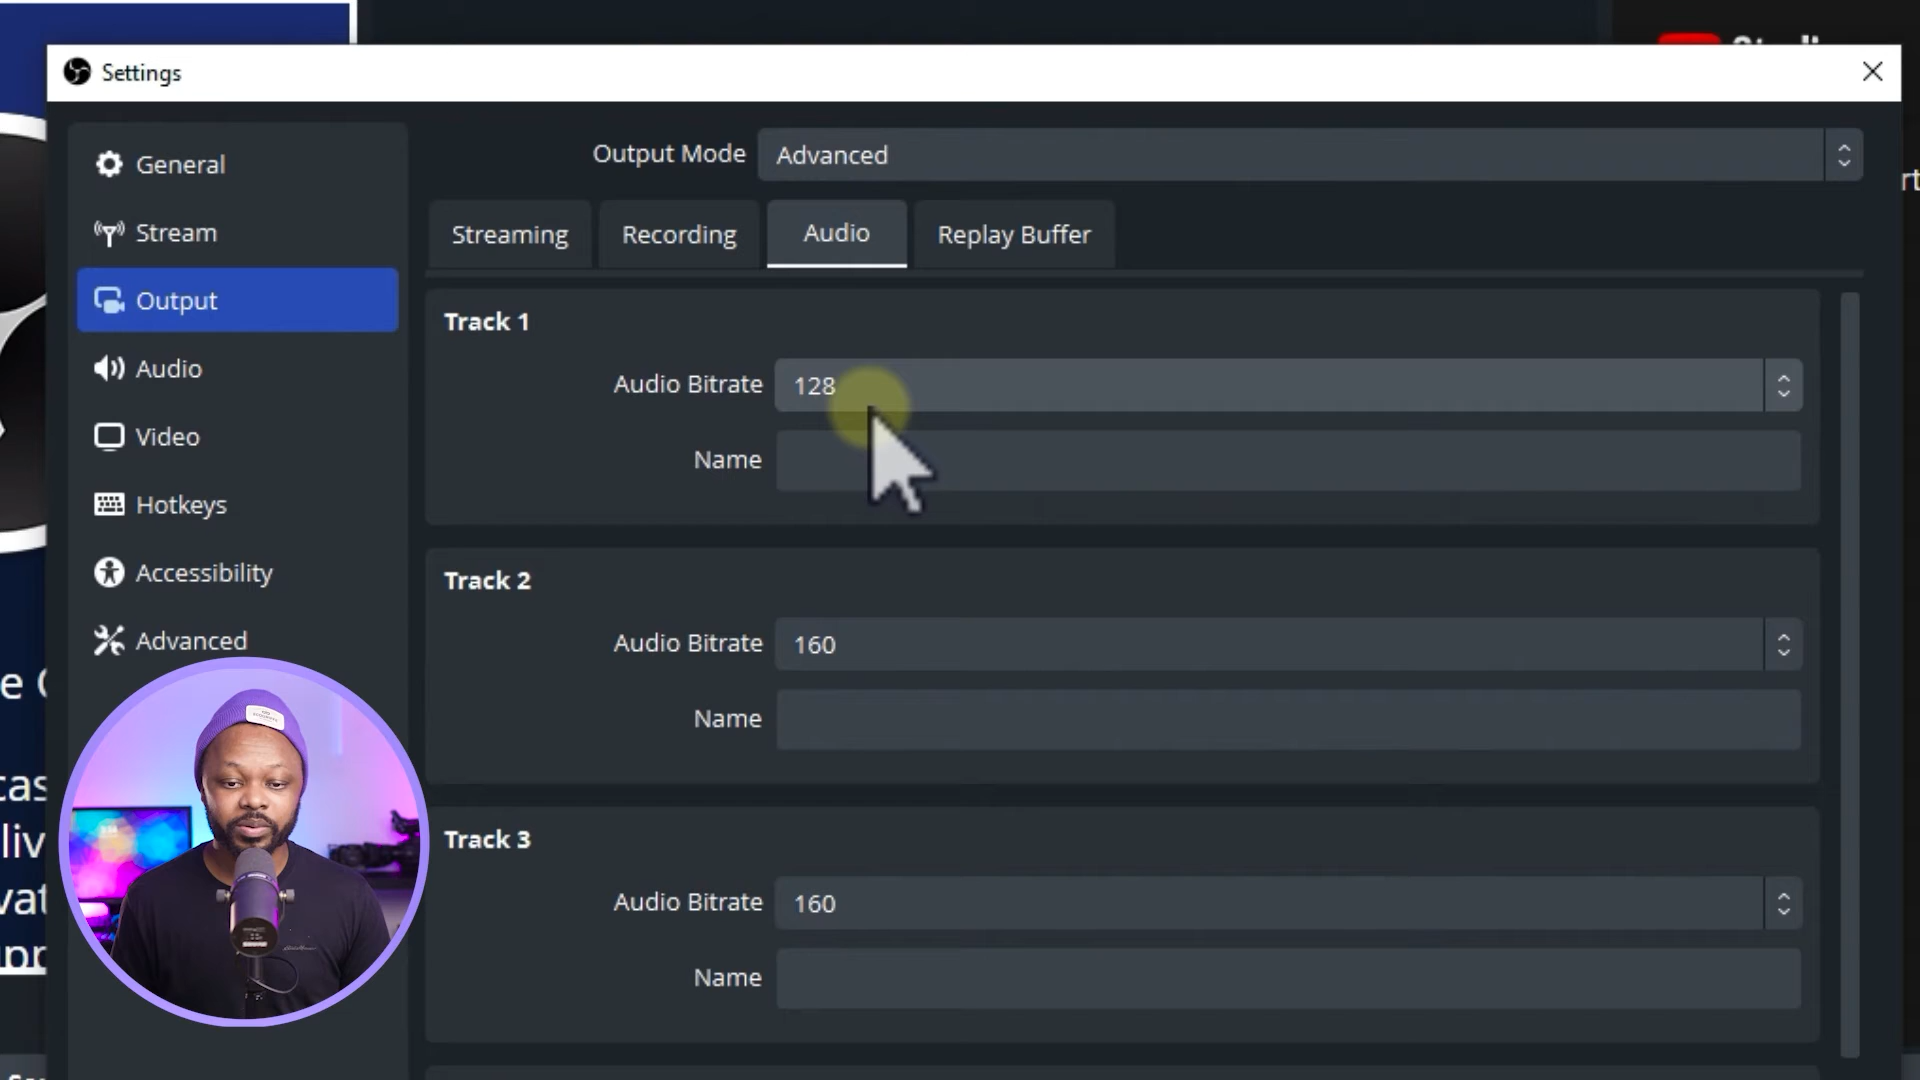 Settings
General
Stream
Output
Audio
Video
Hotkeys
Accessibility
Advanced
Output Mode Advanced
Streaming Recording Audio Replay Buffer
Track 1
Audio Bitrate 128
Name
Track 2
Audio Bitrate 160
Name
Track 3
Audio Bitrate 160
Name